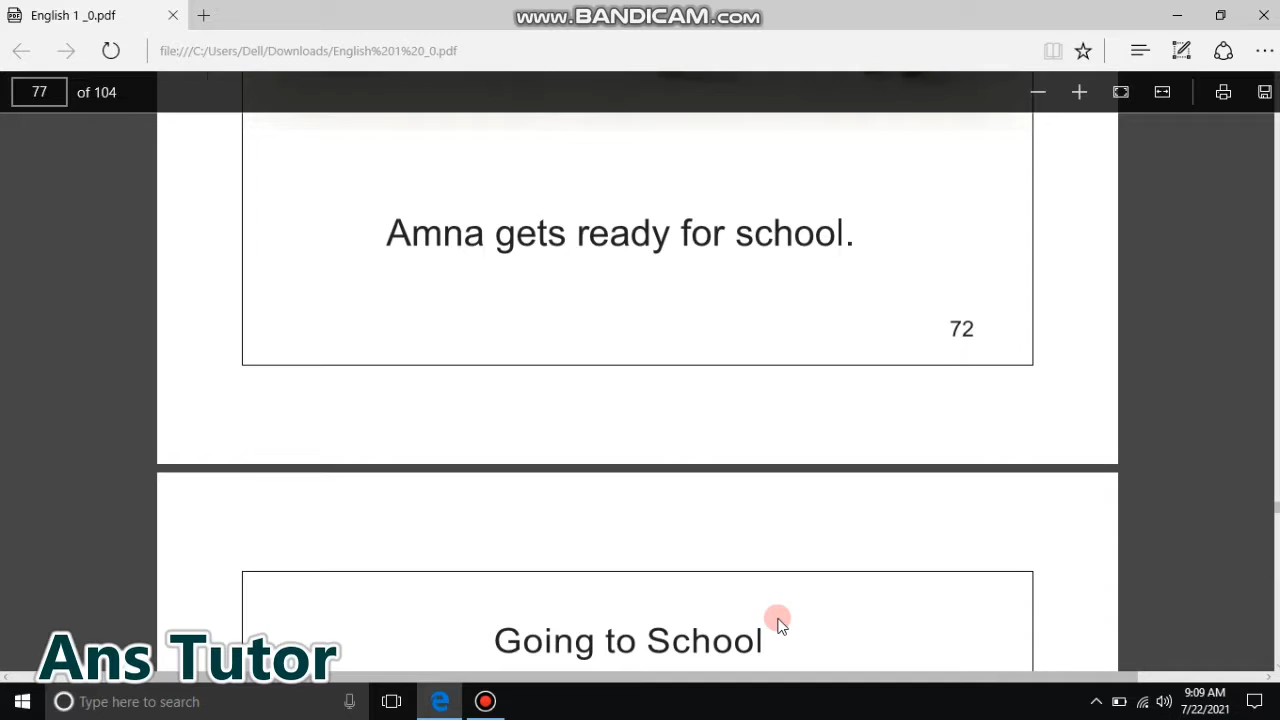 English 1 _0.pdf
www.BANDICAM.com
file:///C:/Users/Dell/Downloads/English%201%20_0.pdf
77 of 104
Amna gets ready for school.
72
Going to School
Ans Tutor
Type here to search
9:09 AM
7/22/2021